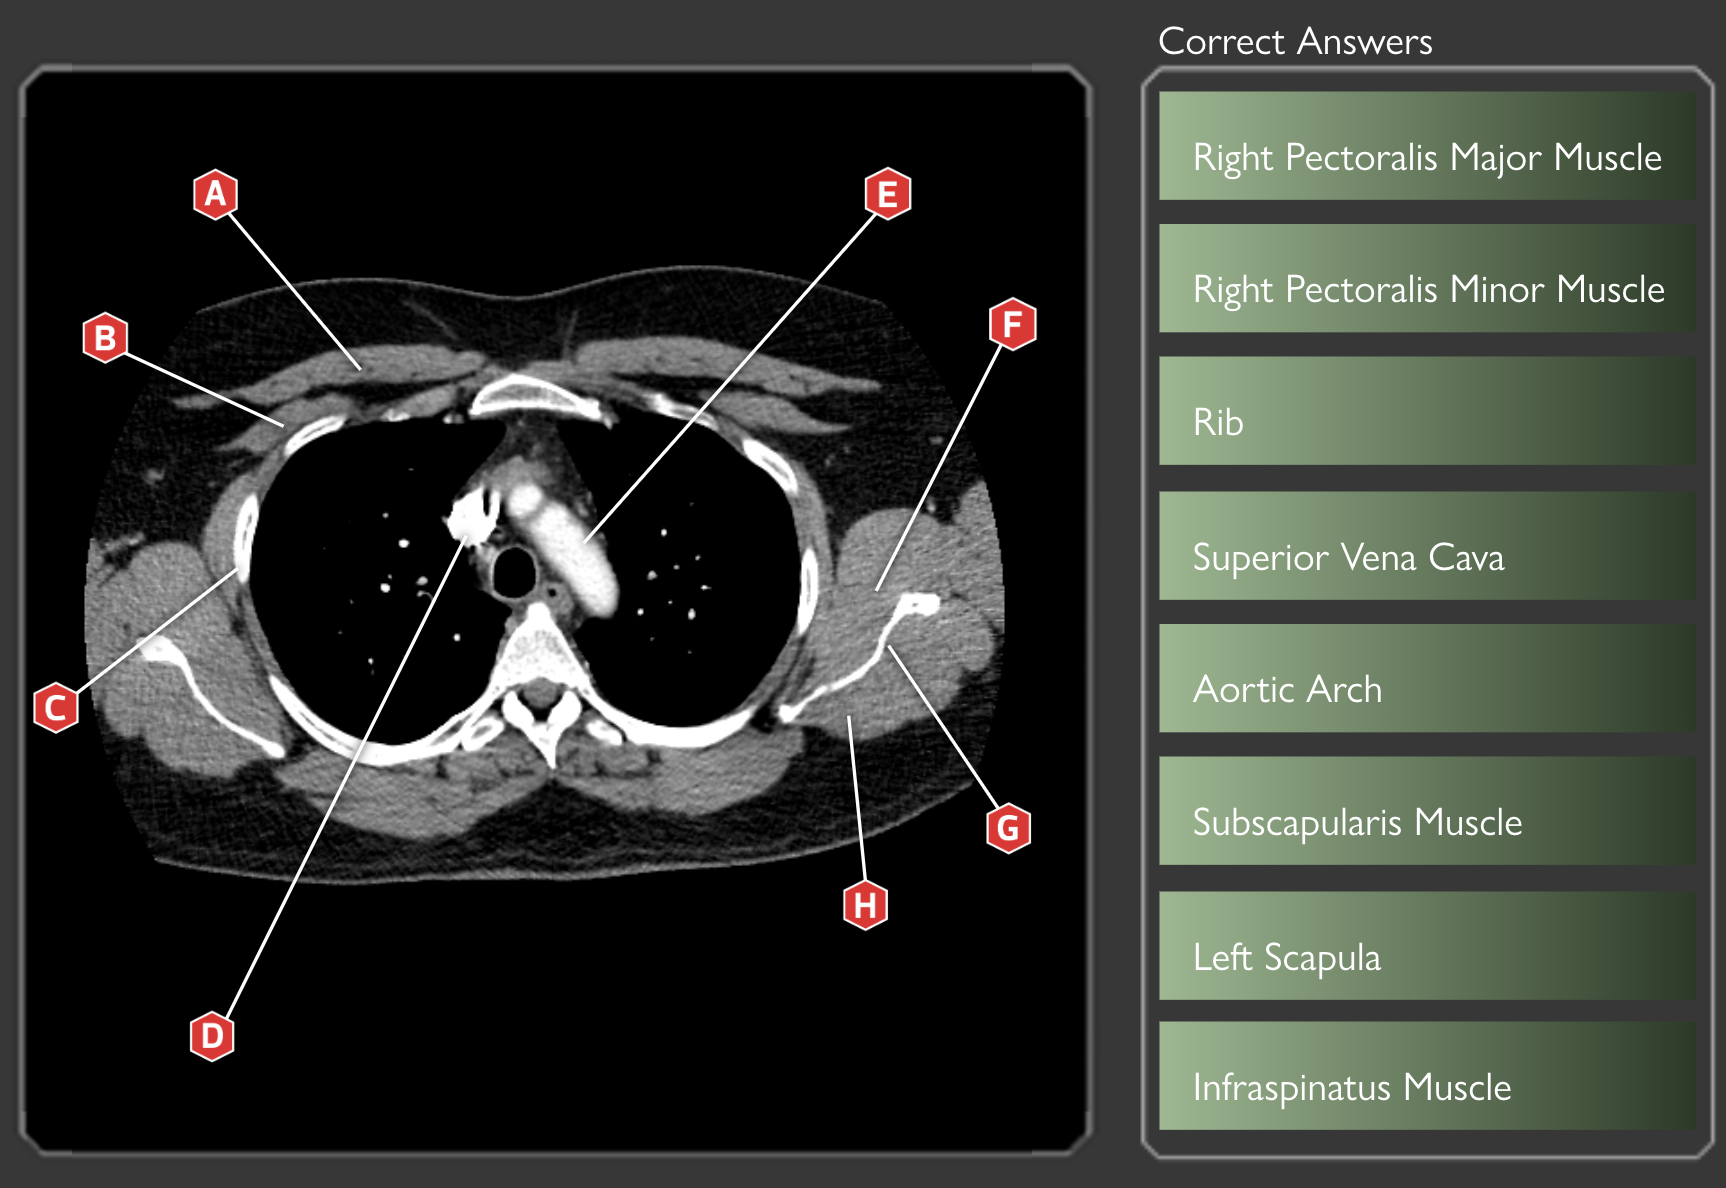 Correct Answers
A
E
B
F
C
G
H
D
Right Pectoralis Major Muscle
Right Pectoralis Minor Muscle
Rib
Superior Vena Cava
Aortic Arch
Subscapularis Muscle
Left Scapula
Infraspinatus Muscle